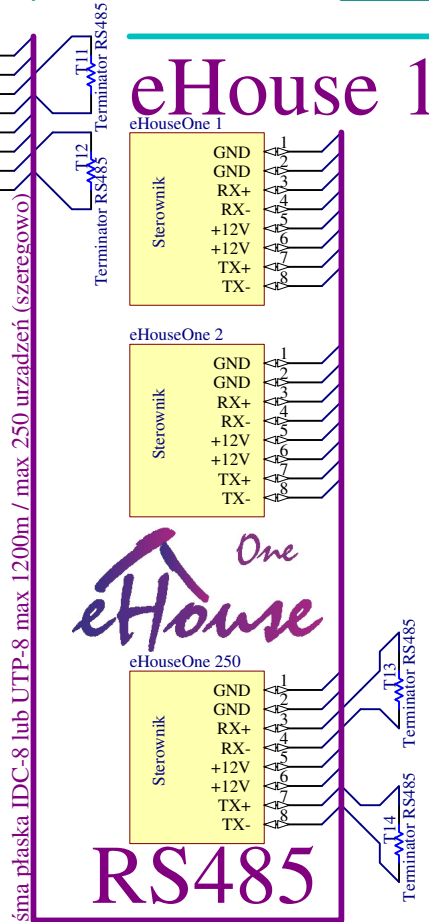 T11
Terminator RS485
T12
Terminator RS485
eHouse 1
eHouseOne 1
Sterownik
GND 1
GND 2
RX+ 3
RX- 4
+12V 5
+12V 6
TX+ 7
TX- 8
eHouseOne 2
Sterownik
GND 1
GND 2
RX+ 3
RX- 4
+12V 5
+12V 6
TX+ 7
TX- 8
One
eHouse
eHouseOne 250
Sterownik
GND 1
GND 2
RX+ 3
RX- 4
+12V 5
+12V 6
TX+ 7
TX- 8
T13
Terminator RS485
T14
Terminator RS485
RS485
śma płaska IDC-8 lub UTP-8 max 1200m / max 250 urządzeń (szeregowo)